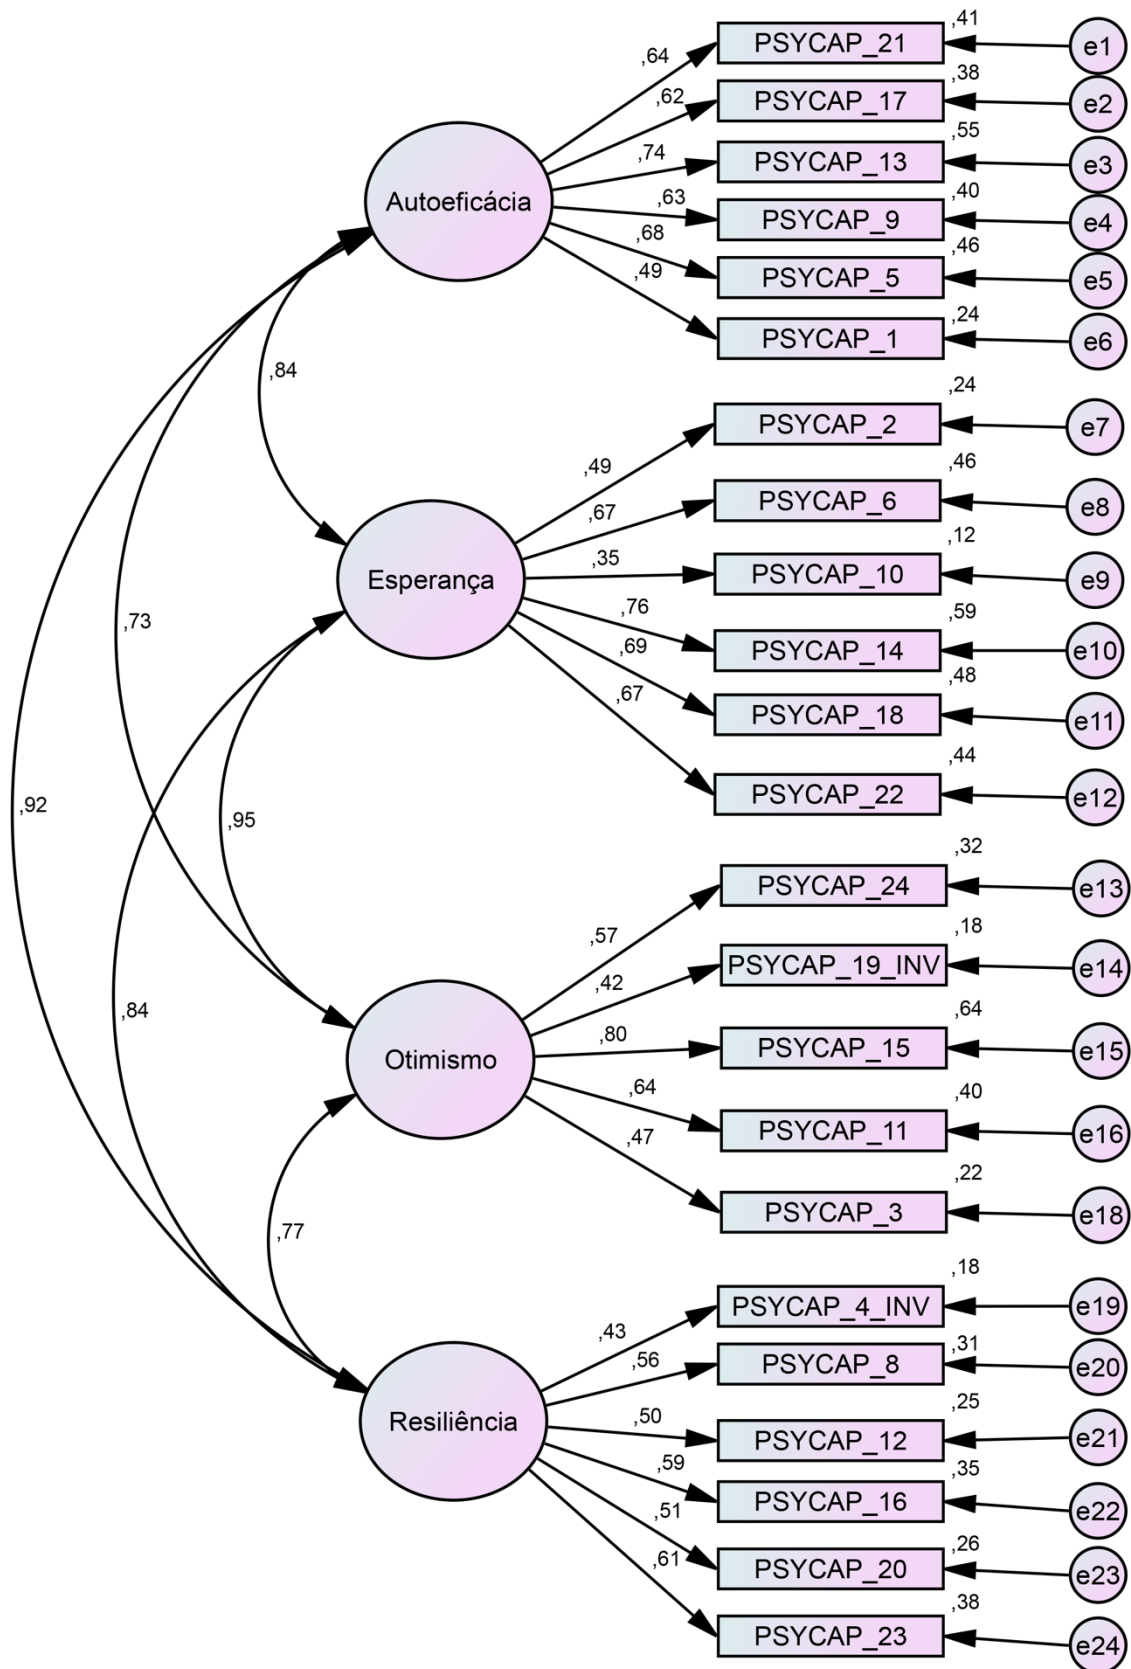 ,41
PSYCAP_21
e1
,64
,38
PSYCAP_17
e2
,62
,55
PSYCAP_13
e3
,74
Autoeficácia
,40
PSYCAP_9
e4
,63
,46
PSYCAP_5
e5
,68
,24
PSYCAP_1
e6
,49
,84
,24
PSYCAP_2
e7
,49
,46
PSYCAP_6
e8
,67
,12
PSYCAP_10
e9
,35
Esperança
,59
PSYCAP_14
e10
,76
,48
PSYCAP_18
e11
,69
,44
PSYCAP_22
e12
,67
,73
,92
,95
,32
PSYCAP_24
e13
,57
,18
PSYCAP_19_INV
e14
,42
,84
,64
PSYCAP_15
e15
,80
Otimismo
,40
PSYCAP_11
e16
,64
,22
PSYCAP_3
e18
,47
,77
,18
PSYCAP_4_INV
e19
,43
,31
PSYCAP_8
e20
,56
,25
PSYCAP_12
e21
,50
Resiliência
,35
PSYCAP_16
e22
,59
,26
PSYCAP_20
e23
,51
,38
PSYCAP_23
e24
,61